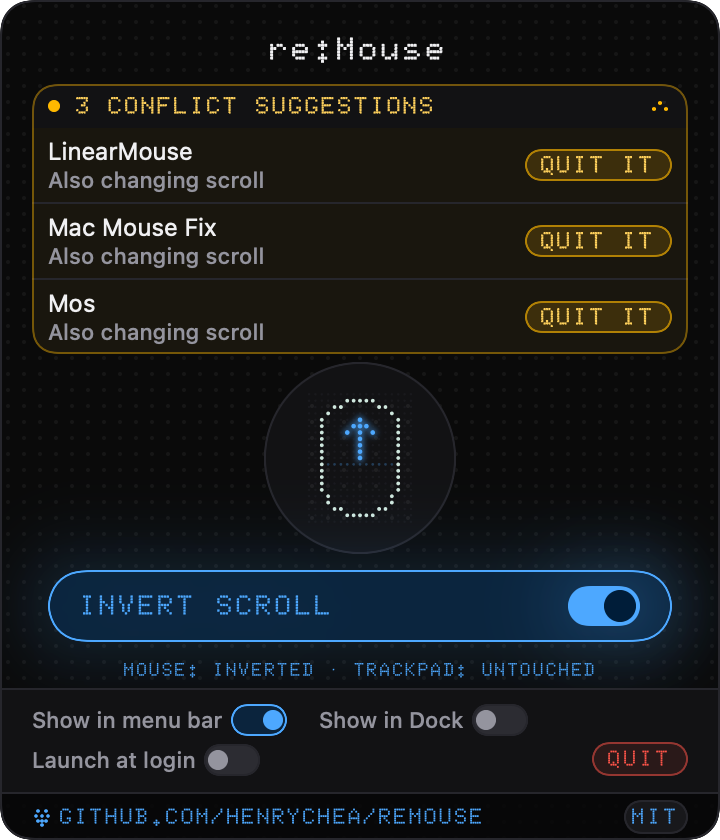 re:Mouse
3 CONFLICT SUGGESTIONS
LinearMouse
Also changing scroll
QUIT IT
Mac Mouse Fix
Also changing scroll
QUIT IT
Mos
Also changing scroll
QUIT IT
INVERT SCROLL
MOUSE: INVERTED · TRACKPAD: UNTOUCHED
Show in menu bar
Show in Dock
Launch at login
QUIT
GITHUB.COM/HENRYCHEA/REMOUSE
MIT